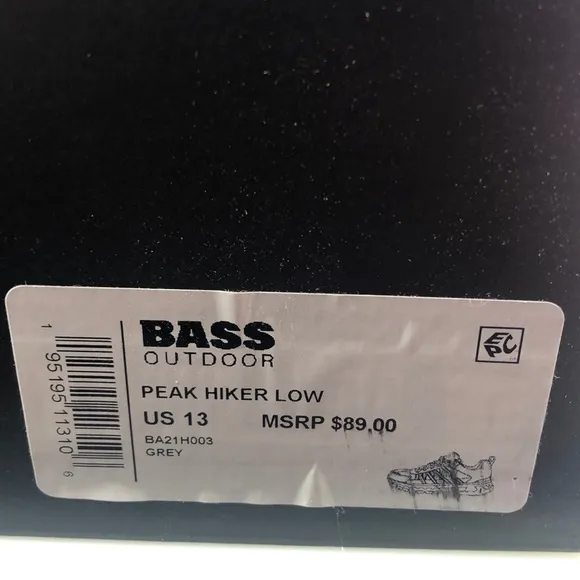 BASS
OUTDOOR
EPC
PEAK HIKER LOW
US 13 MSRP $89.00
BA21H003
GREY
1 95195 11310 6